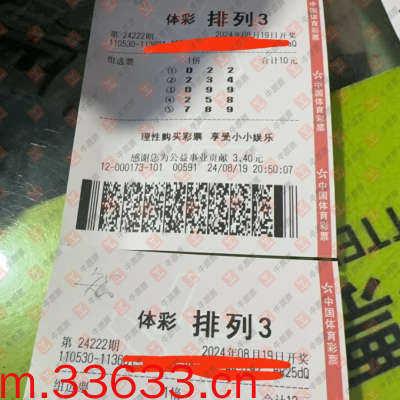 体彩 排列3
第 24222期 2024年08月19日开奖
110530-1136
组选票 1倍 合计10元
① 0 2 2
② 2 3 4
③ 0 9 9
④ 2 5 8
⑤ 7 8 9
理性购买彩票 享受小小娱乐
感谢您为公益事业贡献 3.40元
12-000173-101 00591 24/08/19 20:50:07
中国体育彩票
中国体育彩票
中国体育彩票
体彩 排列3
第 24222期 2024年08月19日开奖
110530-1136
m.33633.cn